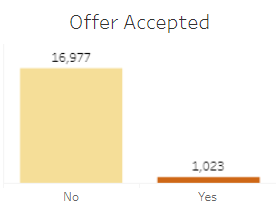 Offer Accepted
16,977
1,023
No Yes